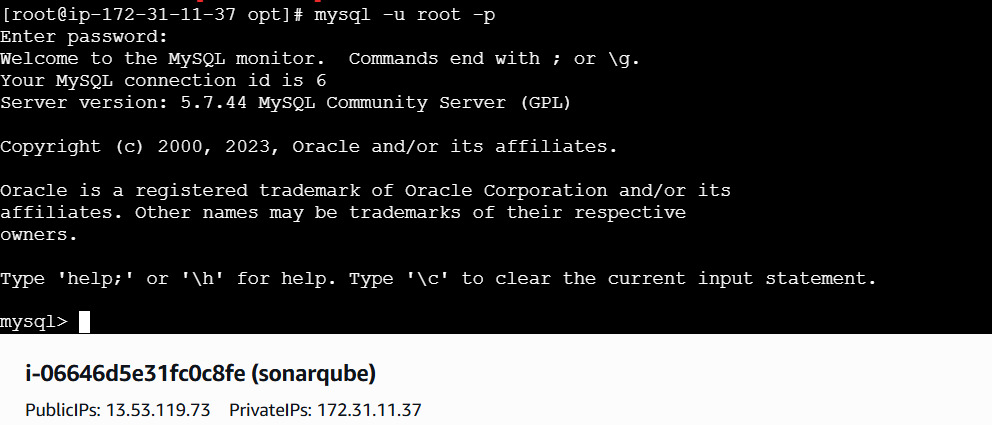 [root@ip-172-31-11-37 opt]# mysql -u root -p
Enter password:
Welcome to the MySQL monitor.  Commands end with ; or \g.
Your MySQL connection id is 6
Server version: 5.7.44 MySQL Community Server (GPL)
Copyright (c) 2000, 2023, Oracle and/or its affiliates.
Oracle is a registered trademark of Oracle Corporation and/or its
affiliates. Other names may be trademarks of their respective
owners.
Type 'help;' or '\h' for help. Type '\c' to clear the current input statement.
mysql>
i-06646d5e31fc0c8fe (sonarqube)
PublicIPs: 13.53.119.73 PrivateIPs: 172.31.11.37